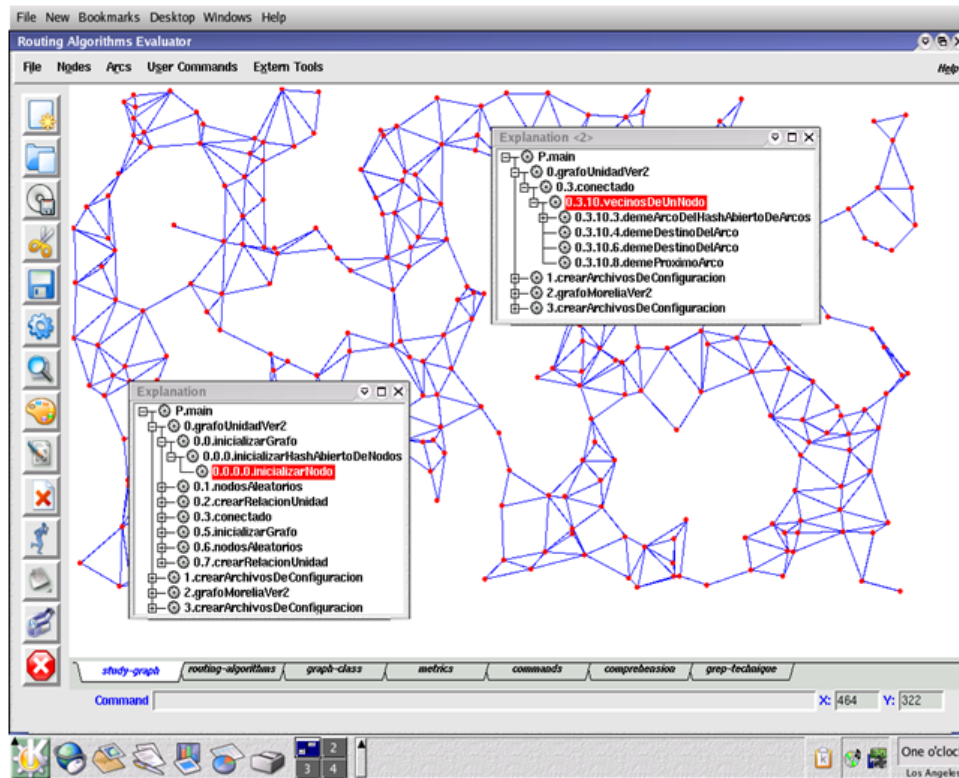 File New Bookmarks Desktop Windows Help
Routing Algorithms Evaluator
File Nodes Arcs User Commands Extern Tools Help
Explanation <2>
P.main
0.grafoUnidadVer2
0.3.conectado
0.3.10.vecinosDeUnNodo
0.3.10.3.demeArcoDelHashAbiertoDeArcos
0.3.10.4.demeDestinoDelArco
0.3.10.6.demeDestinoDelArco
0.3.10.8.demeProximoArco
1.crearArchivosDeConfiguracion
2.grafoMoreliaVer2
3.crearArchivosDeConfiguracion
Explanation
P.main
0.grafoUnidadVer2
0.0.inicializarGrafo
0.0.0.inicializarHashAbiertoDeNodos
0.0.0.0.inicializarNodo
0.1.nodosAleatorios
0.2.crearRelacionUnidad
0.3.conectado
0.5.inicializarGrafo
0.6.nodosAleatorios
0.7.crearRelacionUnidad
1.crearArchivosDeConfiguracion
2.grafoMoreliaVer2
3.crearArchivosDeConfiguracion
study-graph routing-algorithms graph-class metrics commands comprehension grep-technique
Command X: 464 Y: 322
2
3 4
One o'cloc
Los Angeles